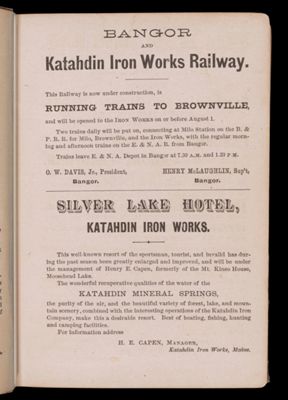 BANGOR
AND
Katahdin Iron Works Railway.
This Railway is now under construction, is
RUNNING TRAINS TO BROWNVILLE,
and will be opened to the IRON WORKS on or before August 1.
Two trains daily will be put on, connecting at Milo Station on the B. &
P. R. R. for Milo, Brownville, and the Iron Works, with the regular morn-
ing and afternoon trains on the E. & N. A. R. from Bangor.
Trains leave E. & N. A. Depot in Bangor at 7.30 A.M. and 1.30 P.M.
O. W. DAVIS, Jr., President,
Bangor.
HENRY McLAUGHLIN, Sup't,
Bangor.
SILVER LAKE HOTEL,
KATAHDIN IRON WORKS.
This well-known resort of the sportsman, tourist, and invalid has dur-
ing the past season been greatly enlarged and improved, and will be under
the management of Henry E. Capen, formerly of the Mt. Kineo House,
Moosehead Lake.
The wonderful recuperative qualities of the water of the
KATAHDIN MINERAL SPRINGS,
the purity of the air, and the beautiful variety of forest, lake, and moun-
tain scenery, combined with the interesting operations of the Katahdin Iron
Company, make this a desirable resort. Best of boating, fishing, hunting
and camping facilities.
For information address
H. E. CAPEN, MANAGER,
Katahdin Iron Works, Maine.